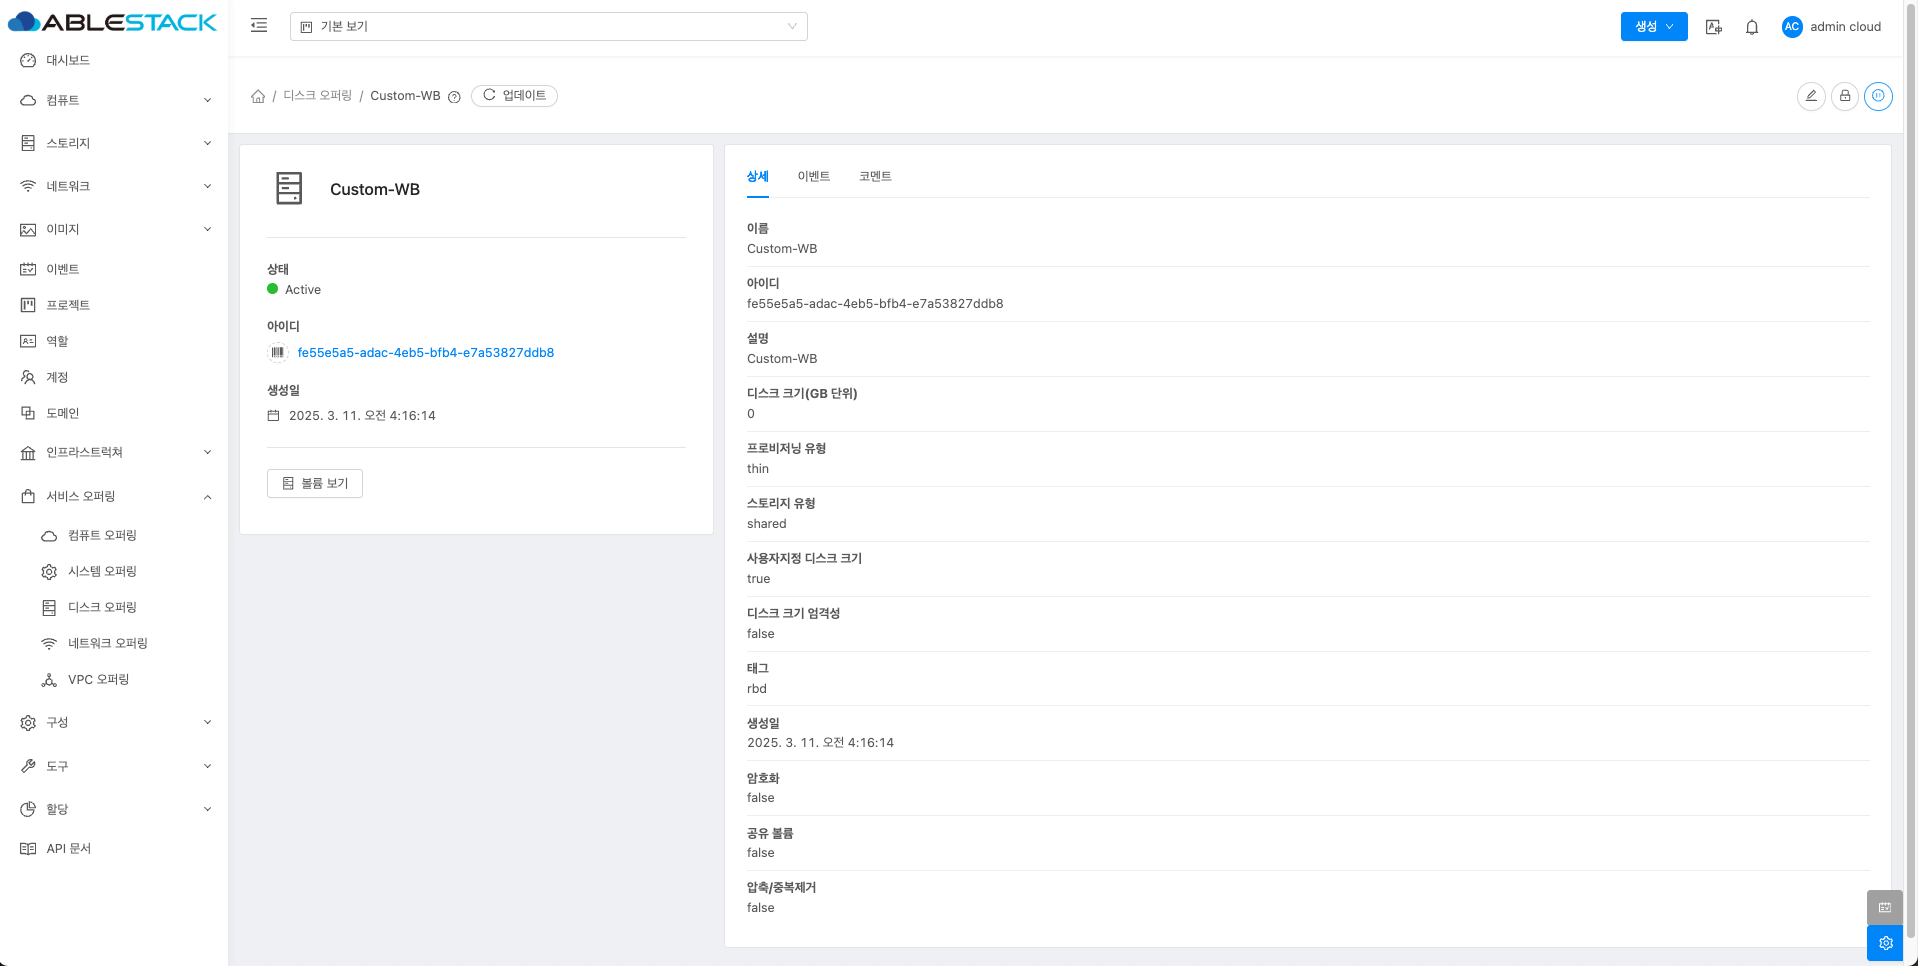 ABLESTACK
기본 보기
생성
AC
admin cloud
대시보드
컴퓨트
스토리지
네트워크
이미지
이벤트
프로젝트
역할
계정
도메인
인프라스트럭쳐
서비스 오퍼링
컴퓨트 오퍼링
시스템 오퍼링
디스크 오퍼링
네트워크 오퍼링
VPC 오퍼링
구성
도구
할당
API 문서
/ 디스크 오퍼링 / Custom-WB
업데이트
Custom-WB
상태
Active
아이디
fe55e5a5-adac-4eb5-bfb4-e7a53827ddb8
생성일
2025. 3. 11. 오전 4:16:14
볼륨 보기
상세 이벤트 코멘트
이름
Custom-WB
아이디
fe55e5a5-adac-4eb5-bfb4-e7a53827ddb8
설명
Custom-WB
디스크 크기(GB 단위)
0
프로비저닝 유형
thin
스토리지 유형
shared
사용자지정 디스크 크기
true
디스크 크기 엄격성
false
태그
rbd
생성일
2025. 3. 11. 오전 4:16:14
암호화
false
공유 볼륨
false
압축/중복제거
false